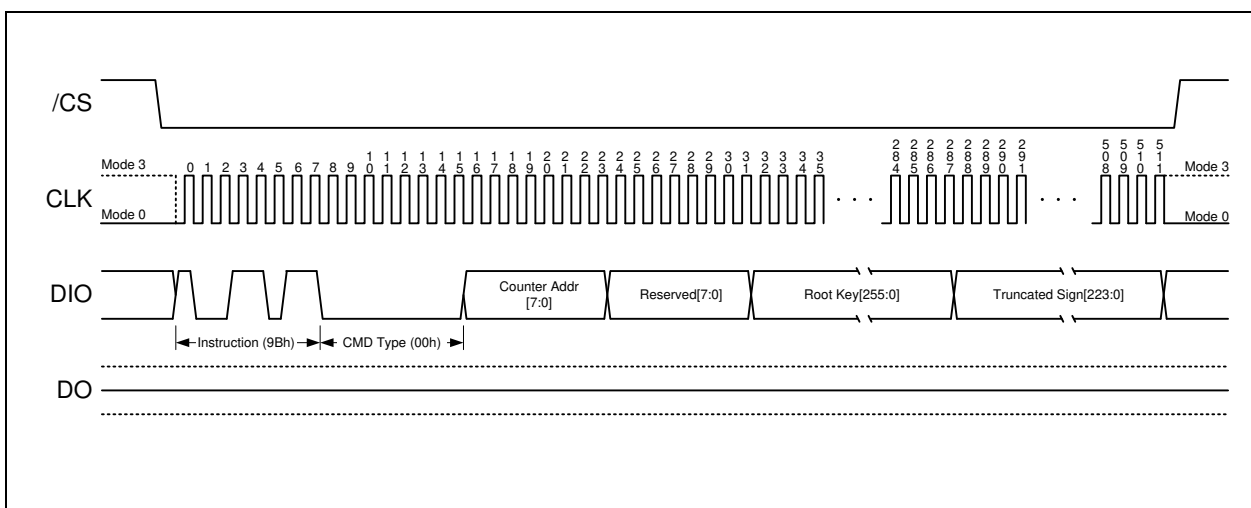 /CS
Mode 3
0 1 2 3 4 5 6 7 8 9 10 11 12 13 14 15 16 17 18 19 20 21 22 23 24 25 26 27 28 29 30 31 32 33 34 35 . . . 284 285 286 287 288 289 290 291 . . . 508 509 510 511
Mode 3
CLK
Mode 0
Mode 0
DIO
Counter Addr
[7:0]
Reserved[7:0]
Root Key[255:0]
Truncated Sign[223:0]
Instruction (9Bh)
CMD Type (00h)
DO